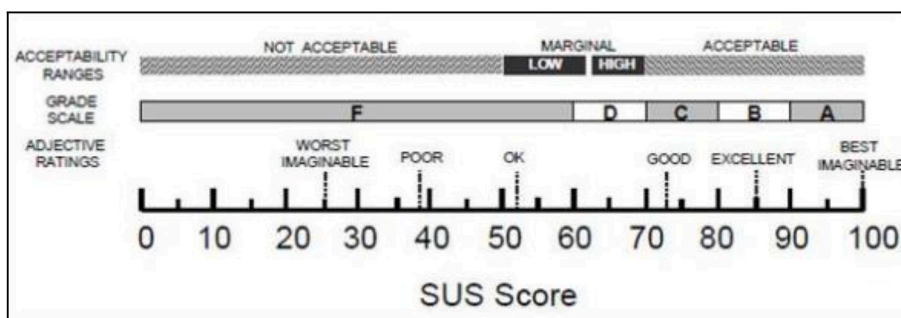 NOT ACCEPTABLE MARGINAL ACCEPTABLE
ACCEPTABILITY
RANGES
LOW HIGH
GRADE
SCALE
F D C B A
ADJECTIVE
RATINGS
WORST
IMAGINABLE
POOR OK GOOD EXCELLENT
BEST
IMAGINABLE
0 10 20 30 40 50 60 70 80 90 100
SUS Score